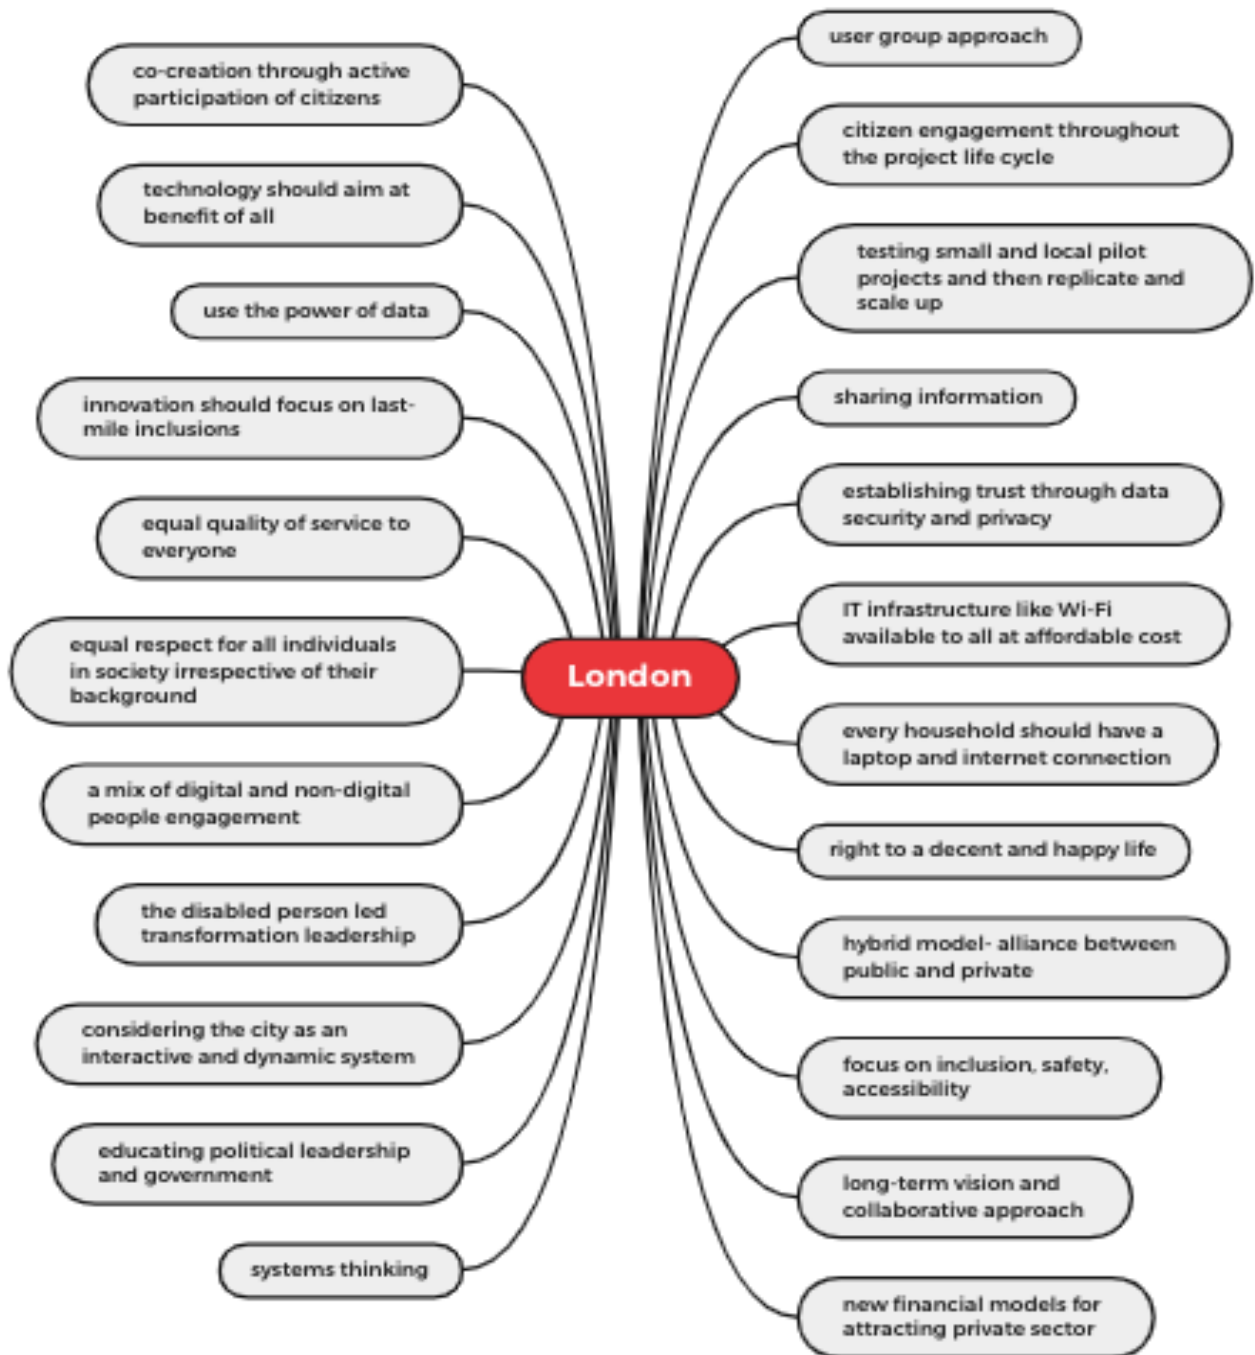 co-creation through active
participation of citizens
technology should aim at
benefit of all
use the power of data
innovation should focus on last-
mile inclusions
equal quality of service to
everyone
equal respect for all individuals
in society irrespective of their
background
a mix of digital and non-digital
people engagement
the disabled person led
transformation leadership
considering the city as an
interactive and dynamic system
educating political leadership
and government
systems thinking
London
user group approach
citizen engagement throughout
the project life cycle
testing small and local pilot
projects and then replicate and
scale up
sharing information
establishing trust through data
security and privacy
IT infrastructure like Wi-Fi
available to all at affordable cost
every household should have a
laptop and internet connection
right to a decent and happy life
hybrid model- alliance between
public and private
focus on inclusion, safety,
accessibility
long-term vision and
collaborative approach
new financial models for
attracting private sector